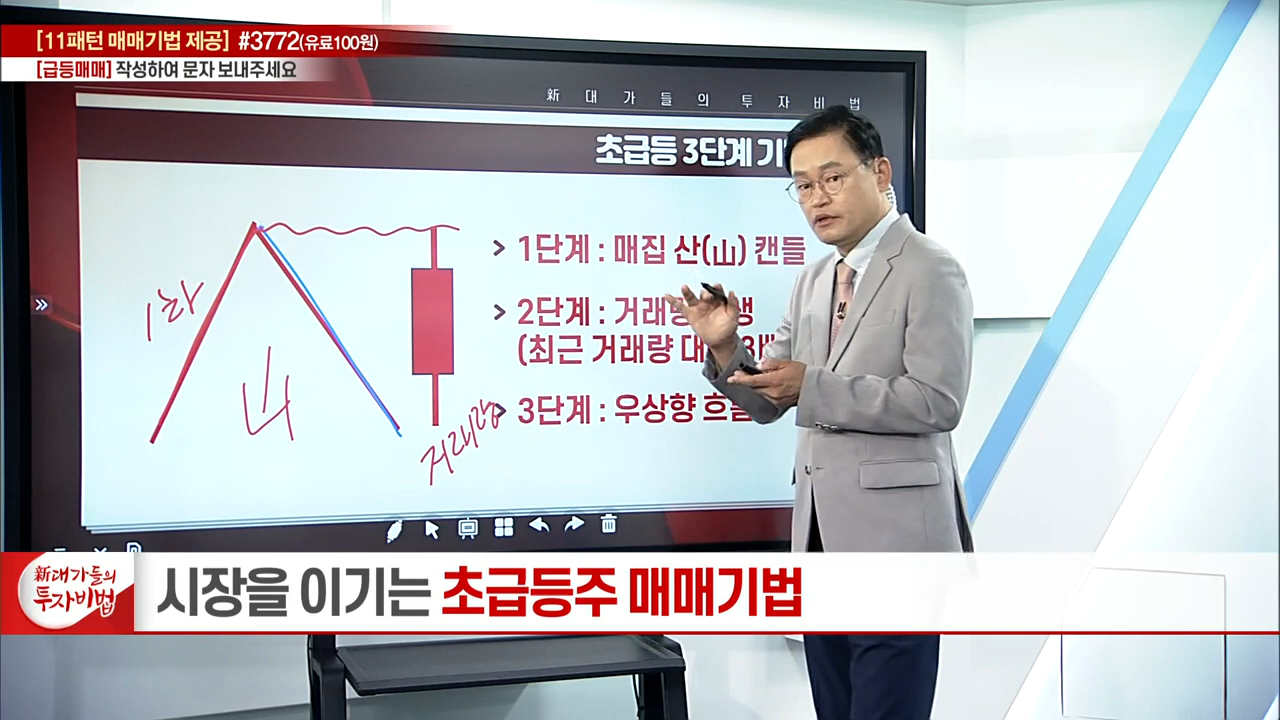 [11패턴 매매기법 제공] #3772(유료100원)
[급등매매] 작성하여 문자 보내주세요
新 대 가 들 의 투 자 비 법
초급등 3단계 기
> 1단계 : 매집 산(山) 캔들
> 2단계 : 거래량
(최근 거래량 대 3배
> 3단계 : 우상향 흐름
山
거래량
新대가들의
투자비법
시장을 이기는 초급등주 매매기법